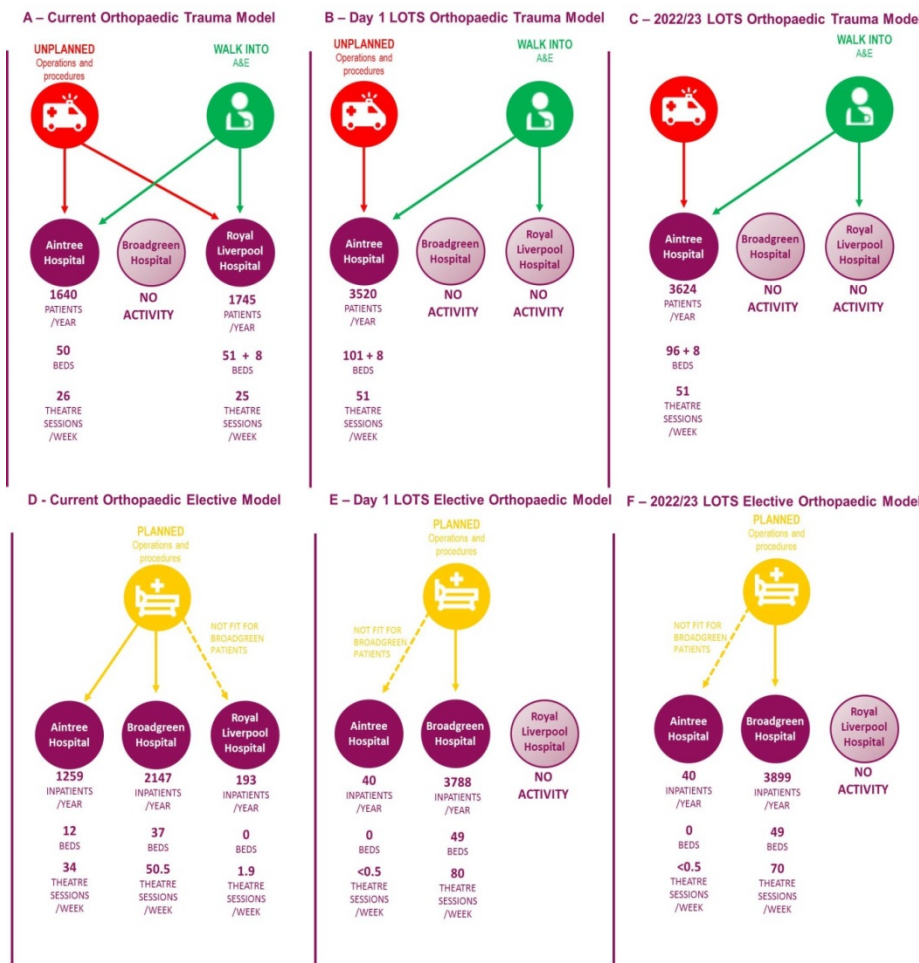 A – Current Orthopaedic Trauma Model
UNPLANNED
Operations and
procedures
WALK INTO
A&E
Aintree
Hospital
Broadgreen
Hospital
Royal
Liverpool
Hospital
1640
PATIENTS
/YEAR
NO
ACTIVITY
1745
PATIENTS
/YEAR
50
BEDS
51 + 8
BEDS
26
THEATRE
SESSIONS
/WEEK
25
THEATRE
SESSIONS
/WEEK
B – Day 1 LOTS Orthopaedic Trauma Model
UNPLANNED
Operations and
procedures
WALK INTO
A&E
Aintree
Hospital
Broadgreen
Hospital
Royal
Liverpool
Hospital
3520
PATIENTS
/YEAR
NO
ACTIVITY
NO
ACTIVITY
101 + 8
BEDS
51
THEATRE
SESSIONS
/WEEK
C – 2022/23 LOTS Orthopaedic Trauma Model
WALK INTO
A&E
Aintree
Hospital
Broadgreen
Hospital
Royal
Liverpool
Hospital
3624
PATIENTS
/YEAR
NO
ACTIVITY
NO
ACTIVITY
96 + 8
BEDS
51
THEATRE
SESSIONS
/WEEK
D - Current Orthopaedic Elective Model
PLANNED
Operations and
procedures
NOT FIT FOR
BROADGREEN
PATIENTS
Aintree
Hospital
Broadgreen
Hospital
Royal
Liverpool
Hospital
1259
INPATIENTS
/YEAR
2147
INPATIENTS
/YEAR
193
INPATIENTS
/YEAR
12
BEDS
37
BEDS
0
BEDS
34
THEATRE
SESSIONS
/WEEK
50.5
THEATRE
SESSIONS
/WEEK
1.9
THEATRE
SESSIONS
/WEEK
E – Day 1 LOTS Elective Orthopaedic Model
PLANNED
Operations and
procedures
NOT FIT FOR
BROADGREEN
PATIENTS
Aintree
Hospital
Broadgreen
Hospital
Royal
Liverpool
Hospital
40
INPATIENTS
/YEAR
3788
INPATIENTS
/YEAR
NO
ACTIVITY
0
BEDS
49
BEDS
<0.5
THEATRE
SESSIONS
/WEEK
80
THEATRE
SESSIONS
/WEEK
F – 2022/23 LOTS Elective Orthopaedic Model
PLANNED
Operations and
procedures
NOT FIT FOR
BROADGREEN
PATIENTS
Aintree
Hospital
Broadgreen
Hospital
Royal
Liverpool
Hospital
40
INPATIENTS
/YEAR
3899
INPATIENTS
/YEAR
NO
ACTIVITY
0
BEDS
49
BEDS
<0.5
THEATRE
SESSIONS
/WEEK
70
THEATRE
SESSIONS
/WEEK